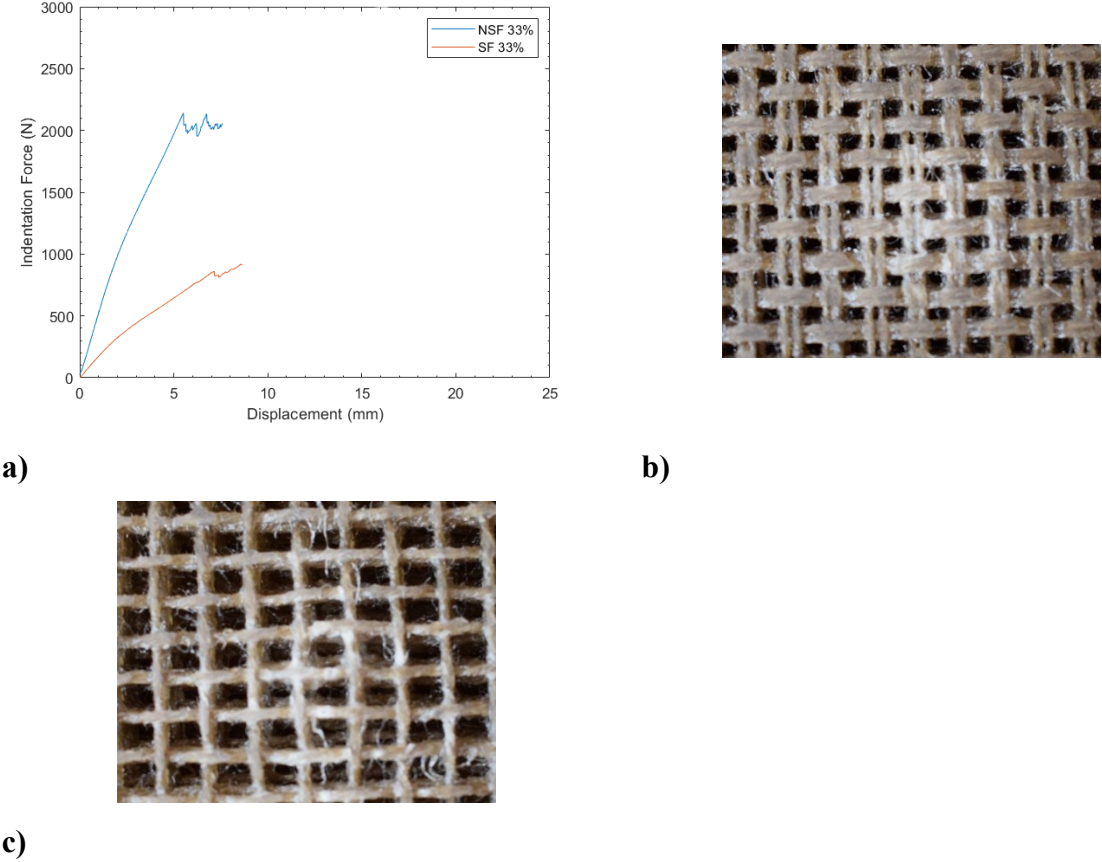 3000
2500
2000
1500
1000
500
0
0
5
10
15
20
25
Indentation Force (N)
Displacement (mm)
NSF 33%
SF 33%
a)
b)
c)